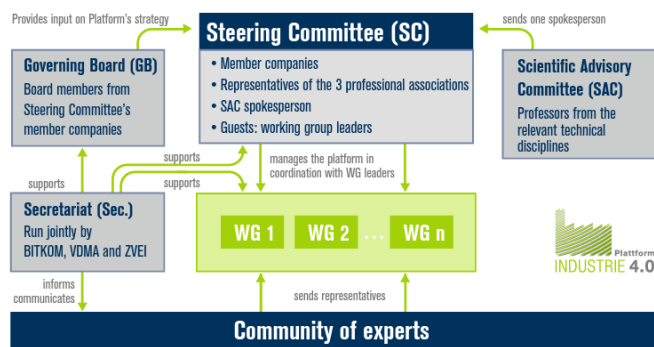 Provides input on Platform's strategy
sends one spokesperson
Steering Committee (SC)
• Member companies
• Representatives of the 3 professional associations
• SAC spokesperson
• Guests: working group leaders
Governing Board (GB)
Board members from
Steering Committee's
member companies
Scientific Advisory
Committee (SAC)
Professors from the
relevant technical
disciplines
supports
supports
supports
manages the platform in
coordination with WG leaders
Secretariat (Sec.)
Run jointly by
BITKOM, VDMA and ZVEI
WG 1
WG 2
...
WG n
Plattform
INDUSTRIE 4.0
informs
communicates
sends representatives
Community of experts